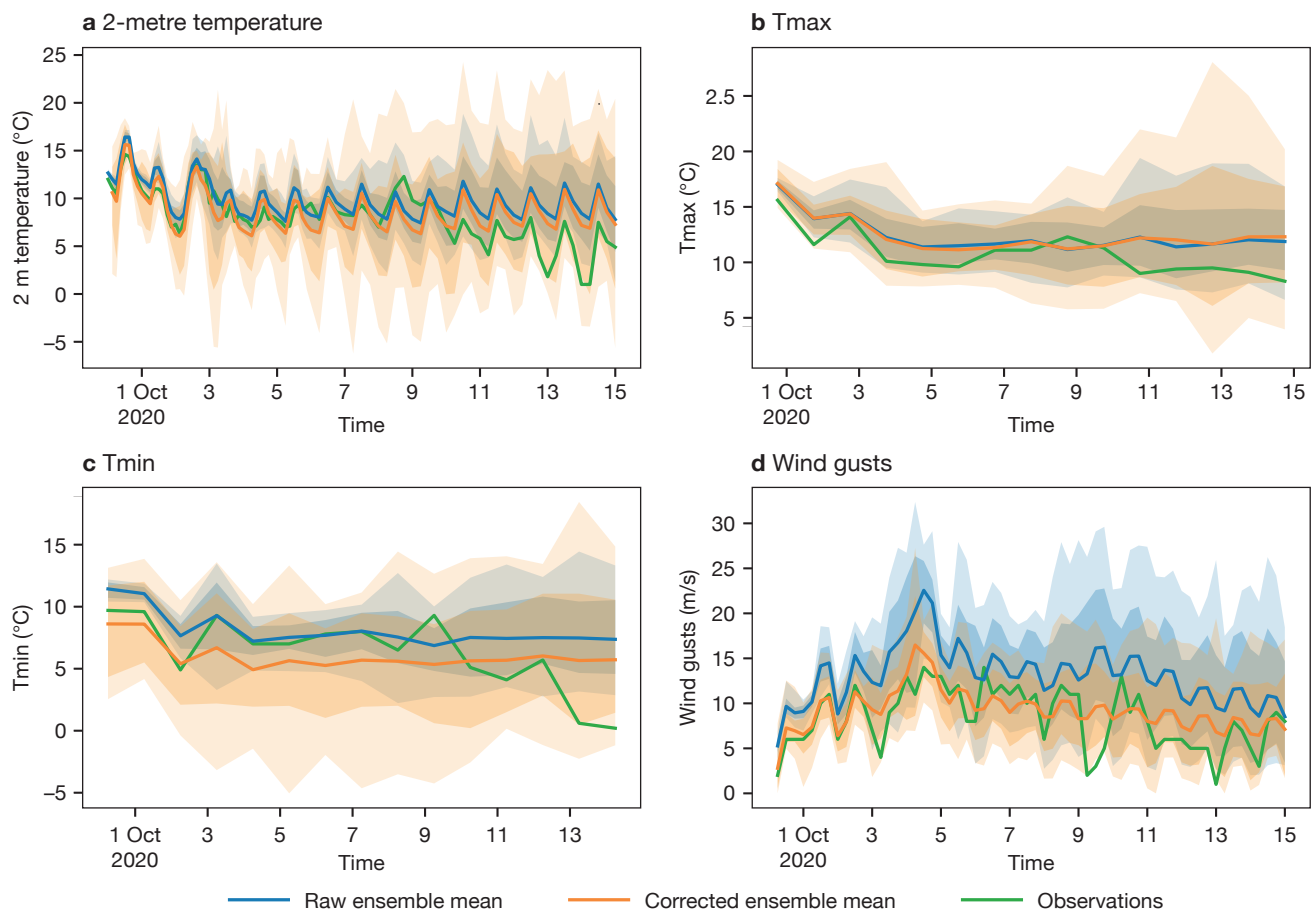 a 2-metre temperature
25
20
15
10
5
0
–5
2 m temperature (°C)
1 Oct
2020
3
5
7
9
11
13
15
Time
b Tmax
2.5
20
15
10
5
Tmax (°C)
1 Oct
2020
3
5
7
9
11
13
15
Time
c Tmin
15
10
5
0
–5
Tmin (°C)
1 Oct
2020
3
5
7
9
11
13
Time
d Wind gusts
30
25
20
15
10
5
0
Wind gusts (m/s)
1 Oct
2020
3
5
7
9
11
13
15
Time
Raw ensemble mean
Corrected ensemble mean
Observations